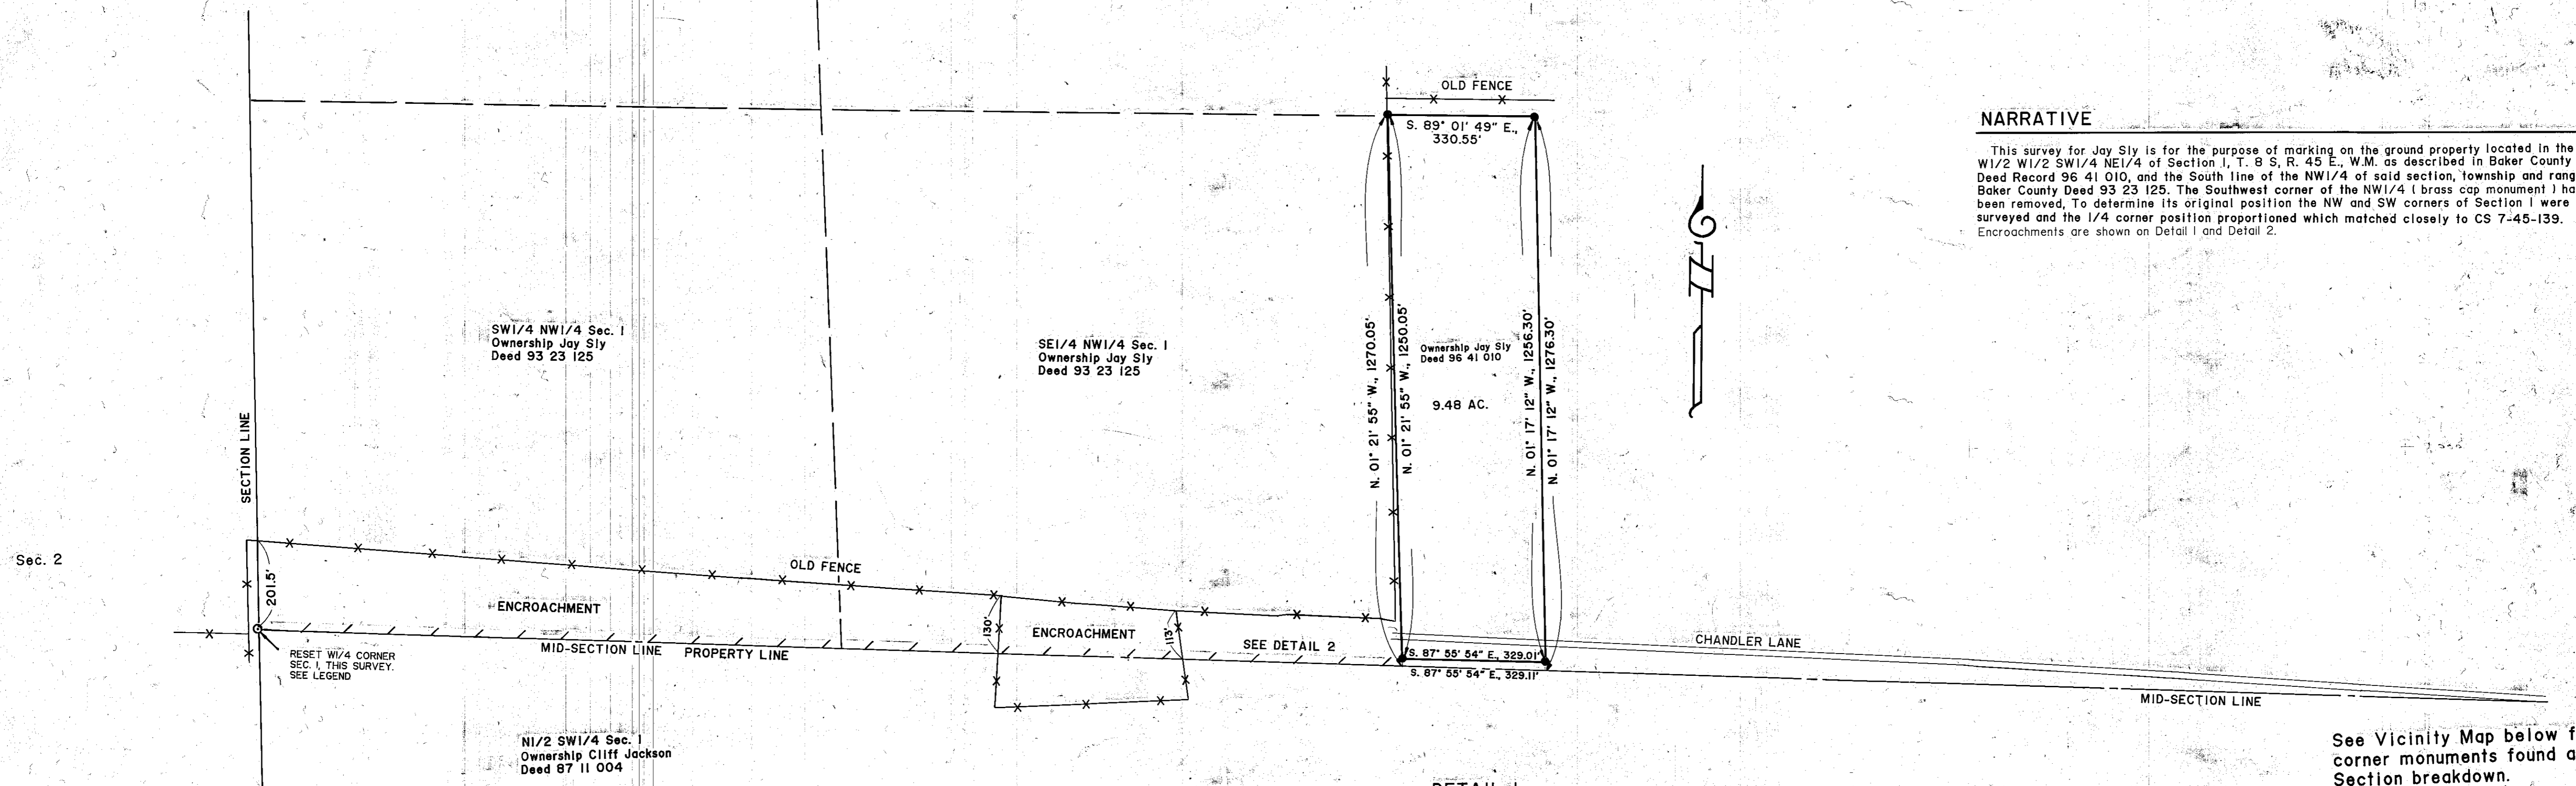 OLD FENCE
S. 89° 01' 49" E.,
330.55'
NARRATIVE
This survey for Jay Sly is for the purpose of marking on the ground property located in the
W1/2 W1/2 SW1/4 NE1/4 of Section 1, T. 8 S, R. 45 E., W.M. as described in Baker County
Deed Record 96 41 010, and the South line of the NW1/4 of said section, township and rang
Baker County Deed 93 23 125. The Southwest corner of the NW1/4 ( brass cap monument ) ha
been removed, To determine its original position the NW and SW corners of Section 1 were
surveyed and the 1/4 corner position proportioned which matched closely to CS 7-45-139.
Encroachments are shown on Detail 1 and Detail 2.
SW1/4 NW1/4 Sec. 1
Ownership Jay Sly
Deed 93 23 125
SE1/4 NW1/4 Sec. 1
Ownership Jay Sly
Deed 93 23 125
N. 01° 21' 55" W., 1270.05'
N. 01° 21' 55" W., 1250.05'
Ownership Jay Sly
Deed 96 41 010
9.48 AC.
N. 01° 17' 12" W., 1256.30'
N. 01° 17' 12" W., 1276.30'
SECTION LINE
Sec. 2
201.5'
OLD FENCE
ENCROACHMENT
130'
ENCROACHMENT
113'
MID-SECTION LINE PROPERTY LINE
SEE DETAIL 2
S. 87° 55' 54" E., 329.01'
S. 87° 55' 54" E., 329.11'
CHANDLER LANE
MID-SECTION LINE
RESET W1/4 CORNER
SEC. 1, THIS SURVEY.
SEE LEGEND
N1/2 SW1/4 Sec. 1
Ownership Cliff Jackson
Deed 87 11 004
See Vicinity Map below f
corner monuments found a
Section breakdown.
DETAIL 1